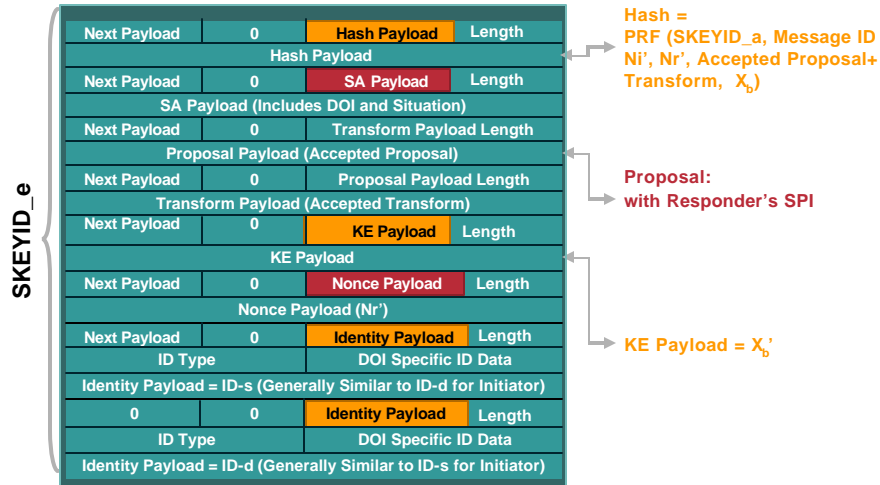 Next Payload 0 Hash Payload Length
Hash Payload
Next Payload 0 SA Payload Length
SA Payload (Includes DOI and Situation)
Next Payload 0 Transform Payload Length
Proposal Payload (Accepted Proposal)
Next Payload 0 Proposal Payload Length
Transform Payload (Accepted Transform)
Next Payload 0 KE Payload Length
KE Payload
Next Payload 0 Nonce Payload Length
Nonce Payload (Nr’)
Next Payload 0 Identity Payload Length
ID Type DOI Specific ID Data
Identity Payload = ID-s (Generally Similar to ID-d for Initiator)
0 0 Identity Payload Length
ID Type DOI Specific ID Data
Identity Payload = ID-d (Generally Similar to ID-s for Initiator)
SKEYID_e
Hash =
PRF (SKEYID_a, Message ID
Ni’, Nr’, Accepted Proposal+
Transform, Xb)
Proposal:
with Responder’s SPI
KE Payload = Xb’